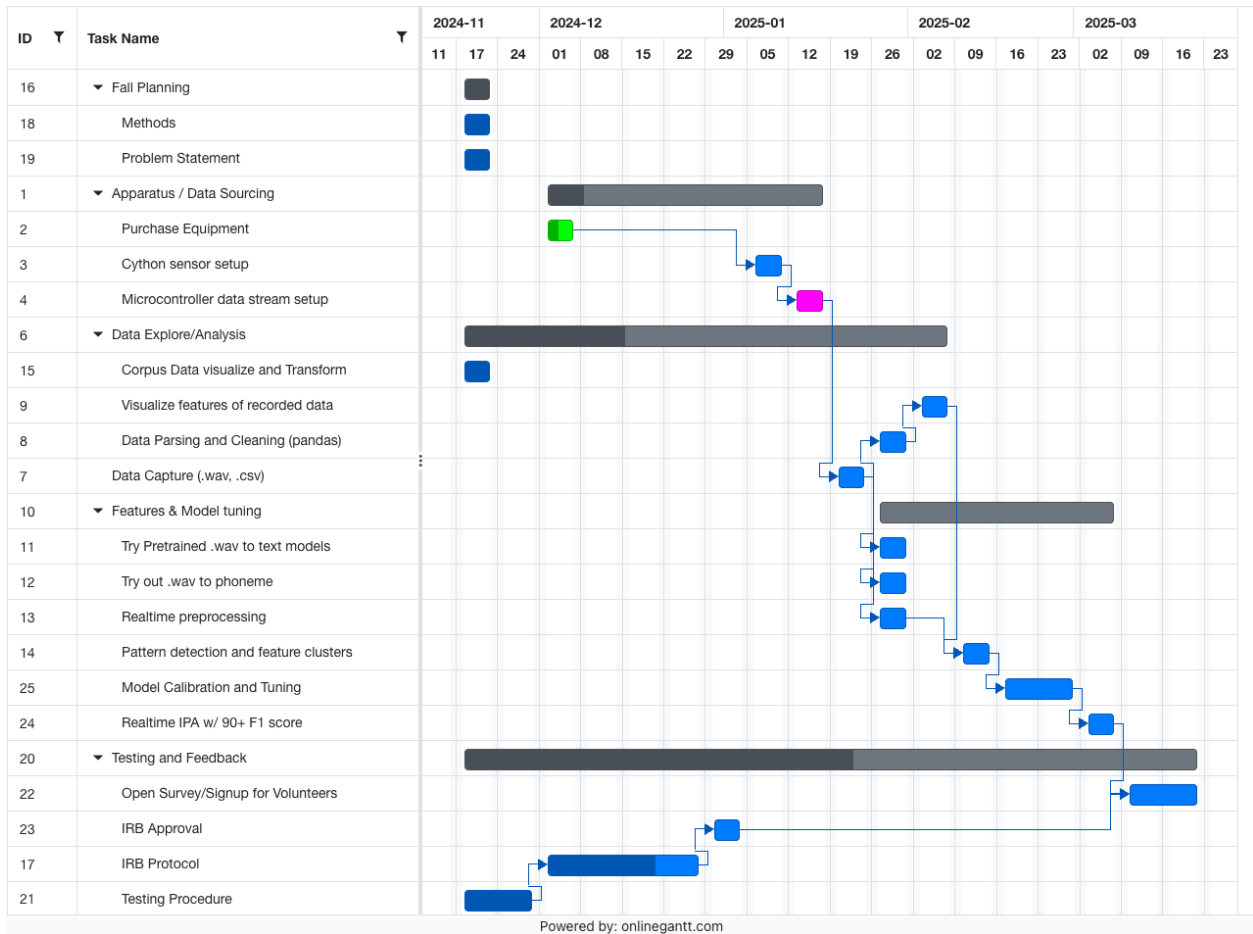 2024-11 2024-12 2025-01 2025-02 2025-03
ID Task Name
11 17 24 01 08 15 22 29 05 12 19 26 02 09 16 23 02 09 16 23
16 Fall Planning
18 Methods
19 Problem Statement
1 Apparatus / Data Sourcing
2 Purchase Equipment
3 Cython sensor setup
4 Microcontroller data stream setup
6 Data Explore/Analysis
15 Corpus Data visualize and Transform
9 Visualize features of recorded data
8 Data Parsing and Cleaning (pandas)
7 Data Capture (.wav, .csv)
10 Features & Model tuning
11 Try Pretrained .wav to text models
12 Try out .wav to phoneme
13 Realtime preprocessing
14 Pattern detection and feature clusters
25 Model Calibration and Tuning
24 Realtime IPA w/ 90+ F1 score
20 Testing and Feedback
22 Open Survey/Signup for Volunteers
23 IRB Approval
17 IRB Protocol
21 Testing Procedure
Powered by: onlinegantt.com